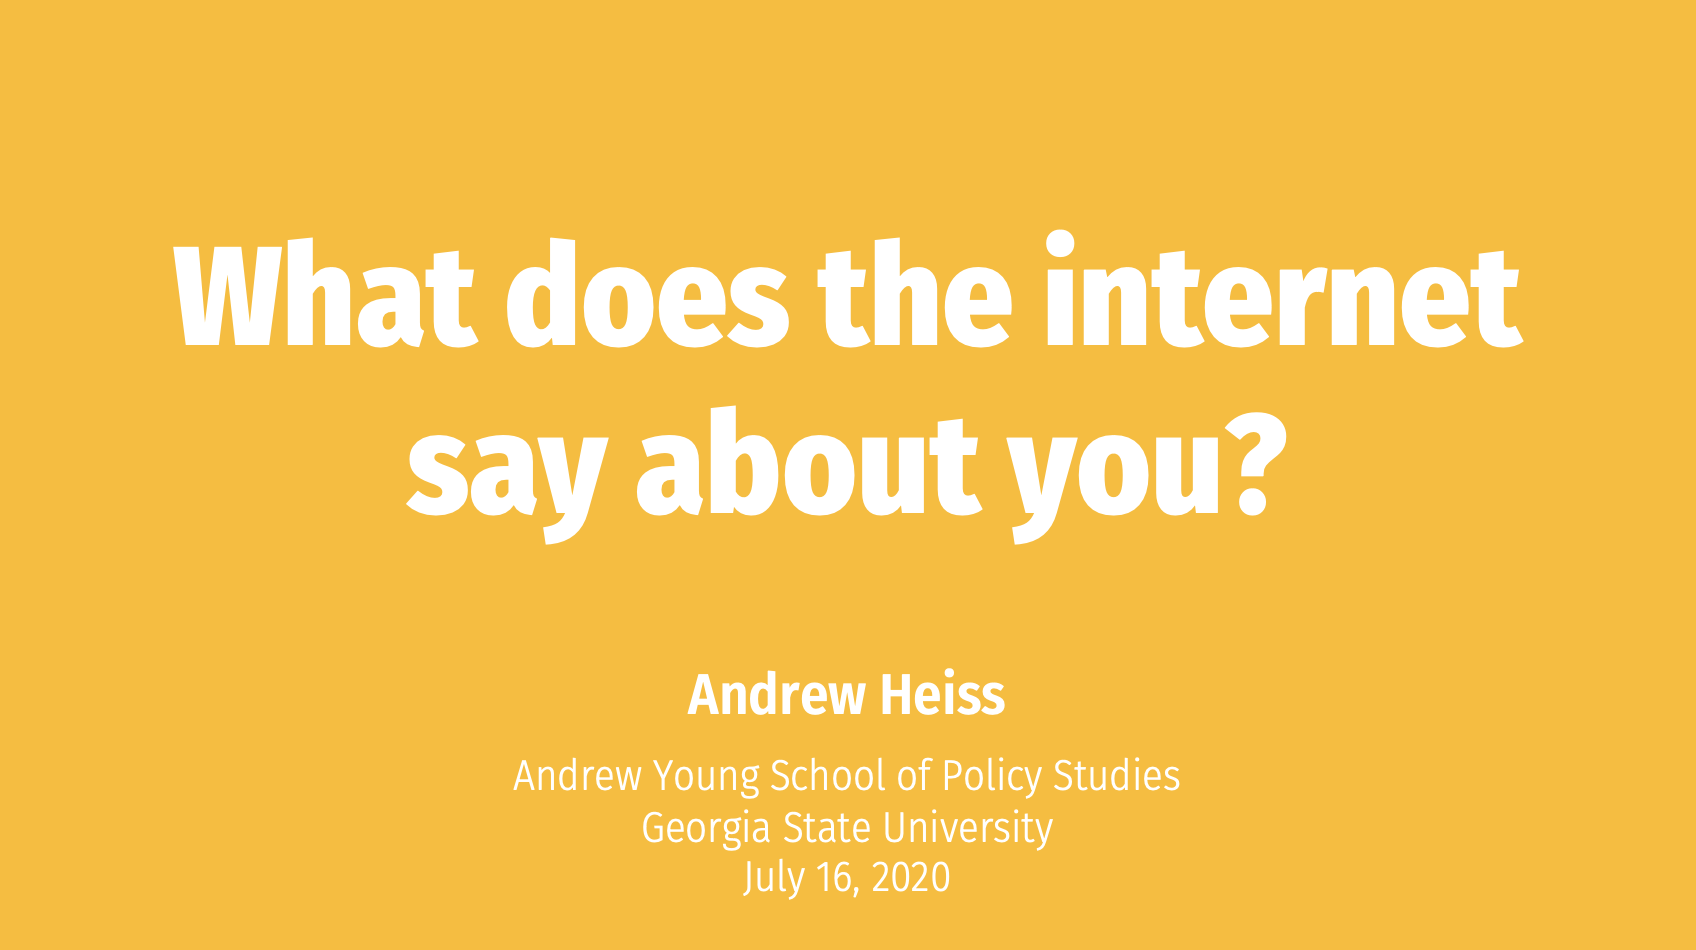 What does the internet
say about you?
Andrew Heiss
Andrew Young School of Policy Studies
Georgia State University
July 16, 2020